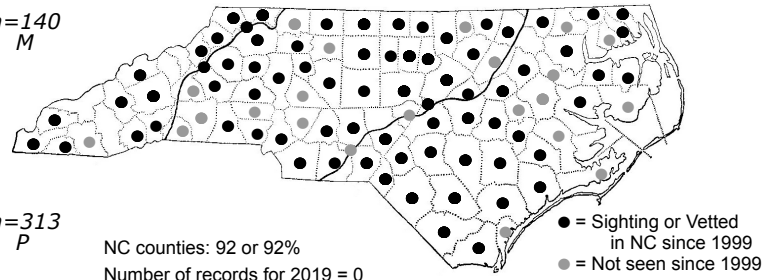 =140
M
=313
P
NC counties: 92 or 92%
Number of records for 2019 = 0
● = Sighting or Vetted
in NC since 1999
● = Not seen since 1999